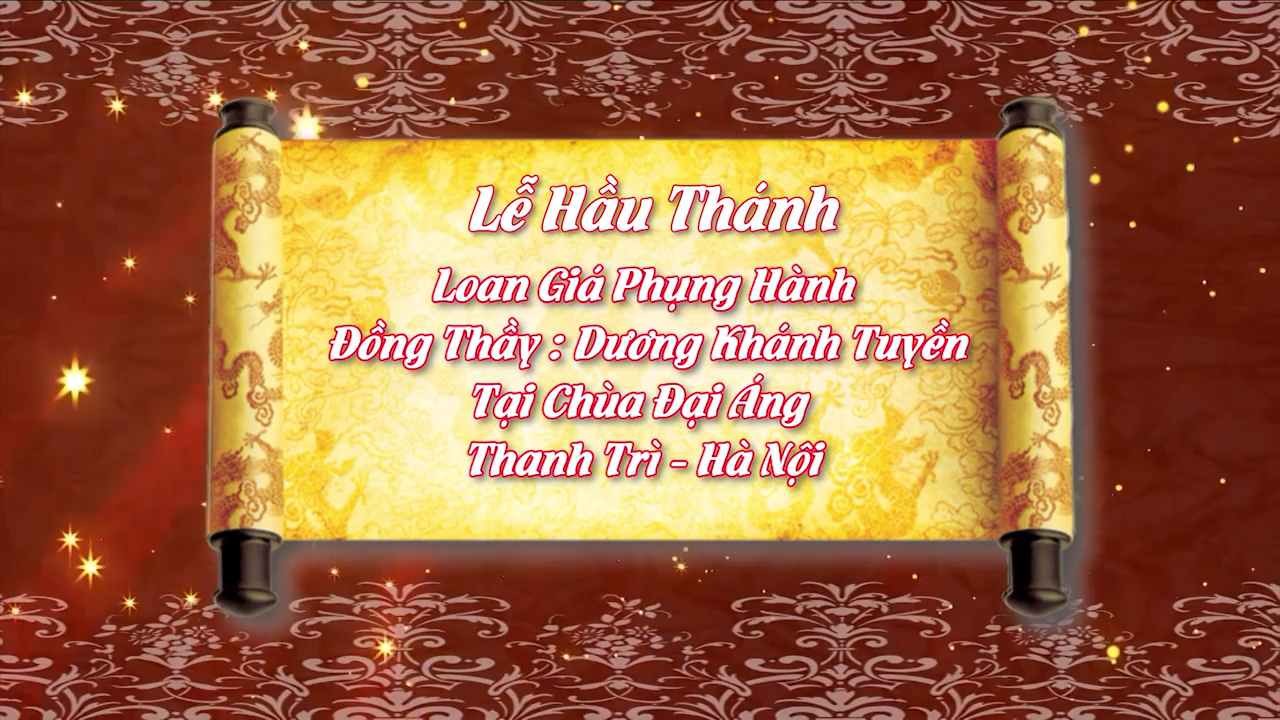 Lễ Hầu Thánh
Loan Giá Phụng Hành
Đồng Thầy : Dương Khánh Tuyền
Tại Chùa Đại Áng
Thanh Trì - Hà Nội